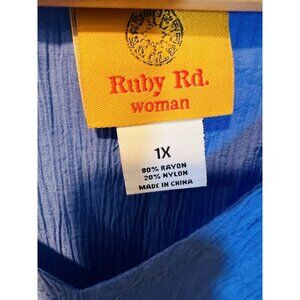 Ruby Rd.
woman
1X
80% RAYON
20% NYLON
MADE IN CHINA